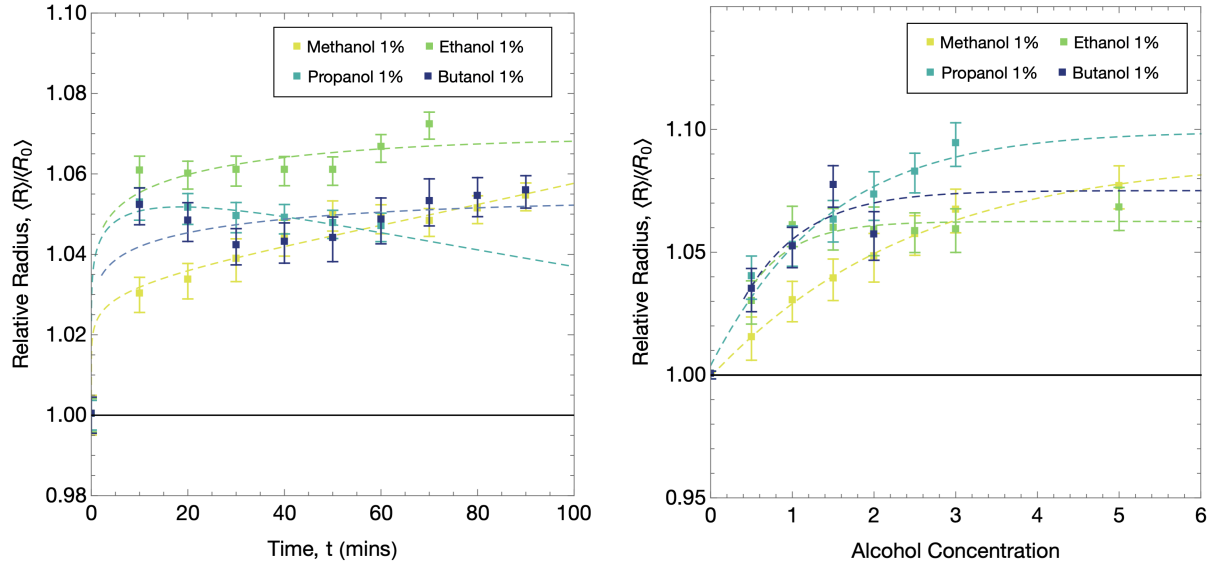 1.10
1.08
1.06
1.04
1.02
1.00
0.98
Relative Radius, ⟨R⟩/⟨R₀⟩
Methanol 1% Ethanol 1%
Propanol 1% Butanol 1%
0 20 40 60 80 100
Time, t (mins)
1.10
1.05
1.00
0.95
Relative Radius, ⟨R⟩/⟨R₀⟩
Methanol 1% Ethanol 1%
Propanol 1% Butanol 1%
0 1 2 3 4 5 6
Alcohol Concentration